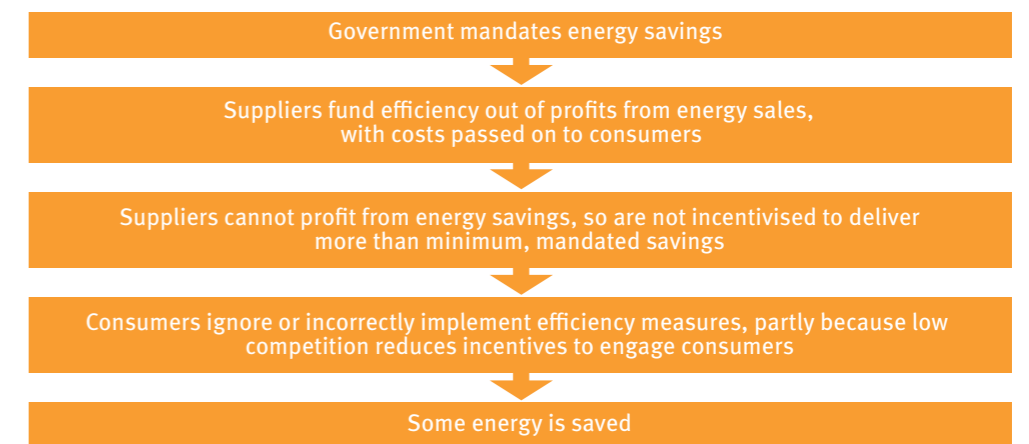 Government mandates energy savings
Suppliers fund efficiency out of profits from energy sales,
with costs passed on to consumers
Suppliers cannot profit from energy savings, so are not incentivised to deliver
more than minimum, mandated savings
Consumers ignore or incorrectly implement efficiency measures, partly because low
competition reduces incentives to engage consumers
Some energy is saved